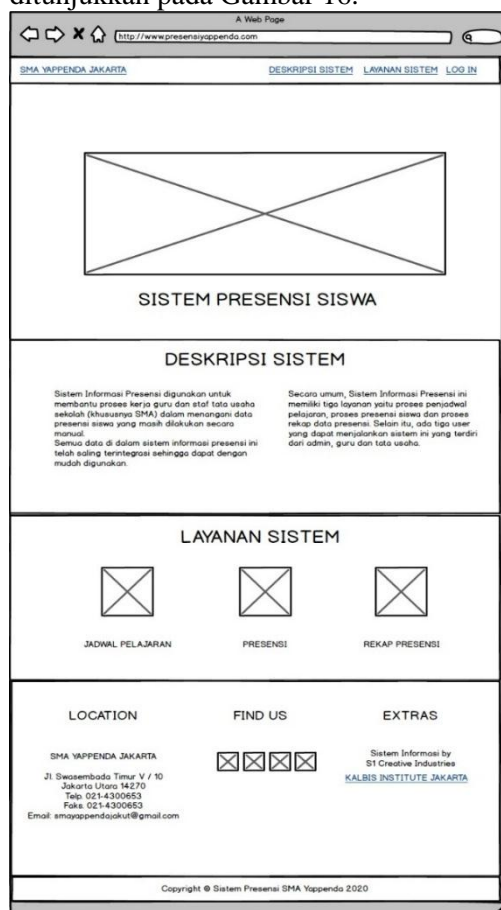 ditunjukkan pada Gambar 16.
A Web Page
http://www.presensiyappenda.com
SMA YAPPENDA JAKARTA DESKRIPSI SISTEM LAYANAN SISTEM LOG IN
SISTEM PRESENSI SISWA
DESKRIPSI SISTEM
Sistem Informasi Presensi digunakan untuk
membantu proses kerja guru dan staf tata usaha
sekolah (khususnya SMA) dalam menangani data
presensi siswa yang masih dilakukan secara
manual.
Semua data di dalam sistem informasi presensi ini
telah saling terintegrasi sehingga dapat dengan
mudah digunakan.
Secara umum, Sistem Informasi Presensi ini
memiliki tiga layanan yaitu proses penjadwal
pelajaran, proses presensi siswa dan proses
rekap data presensi. Selain itu, ada tiga user
yang dapat menjalankan sistem ini yang terdiri
dari admin, guru dan tata usaha.
LAYANAN SISTEM
JADWAL PELAJARAN PRESENSI REKAP PRESENSI
LOCATION FIND US EXTRAS
SMA YAPPENDA JAKARTA
Jl. Swasembada Timur V / 10
Jakarta Utara 14270
Telp. 021-4300653
Faks. 021-4300653
Email: smayappendajakut@gmail.com
Sistem Informasi by
S1 Creative Industries
KALBIS INSTITUTE JAKARTA
Copyright © Sistem Presensi SMA Yappenda 2020